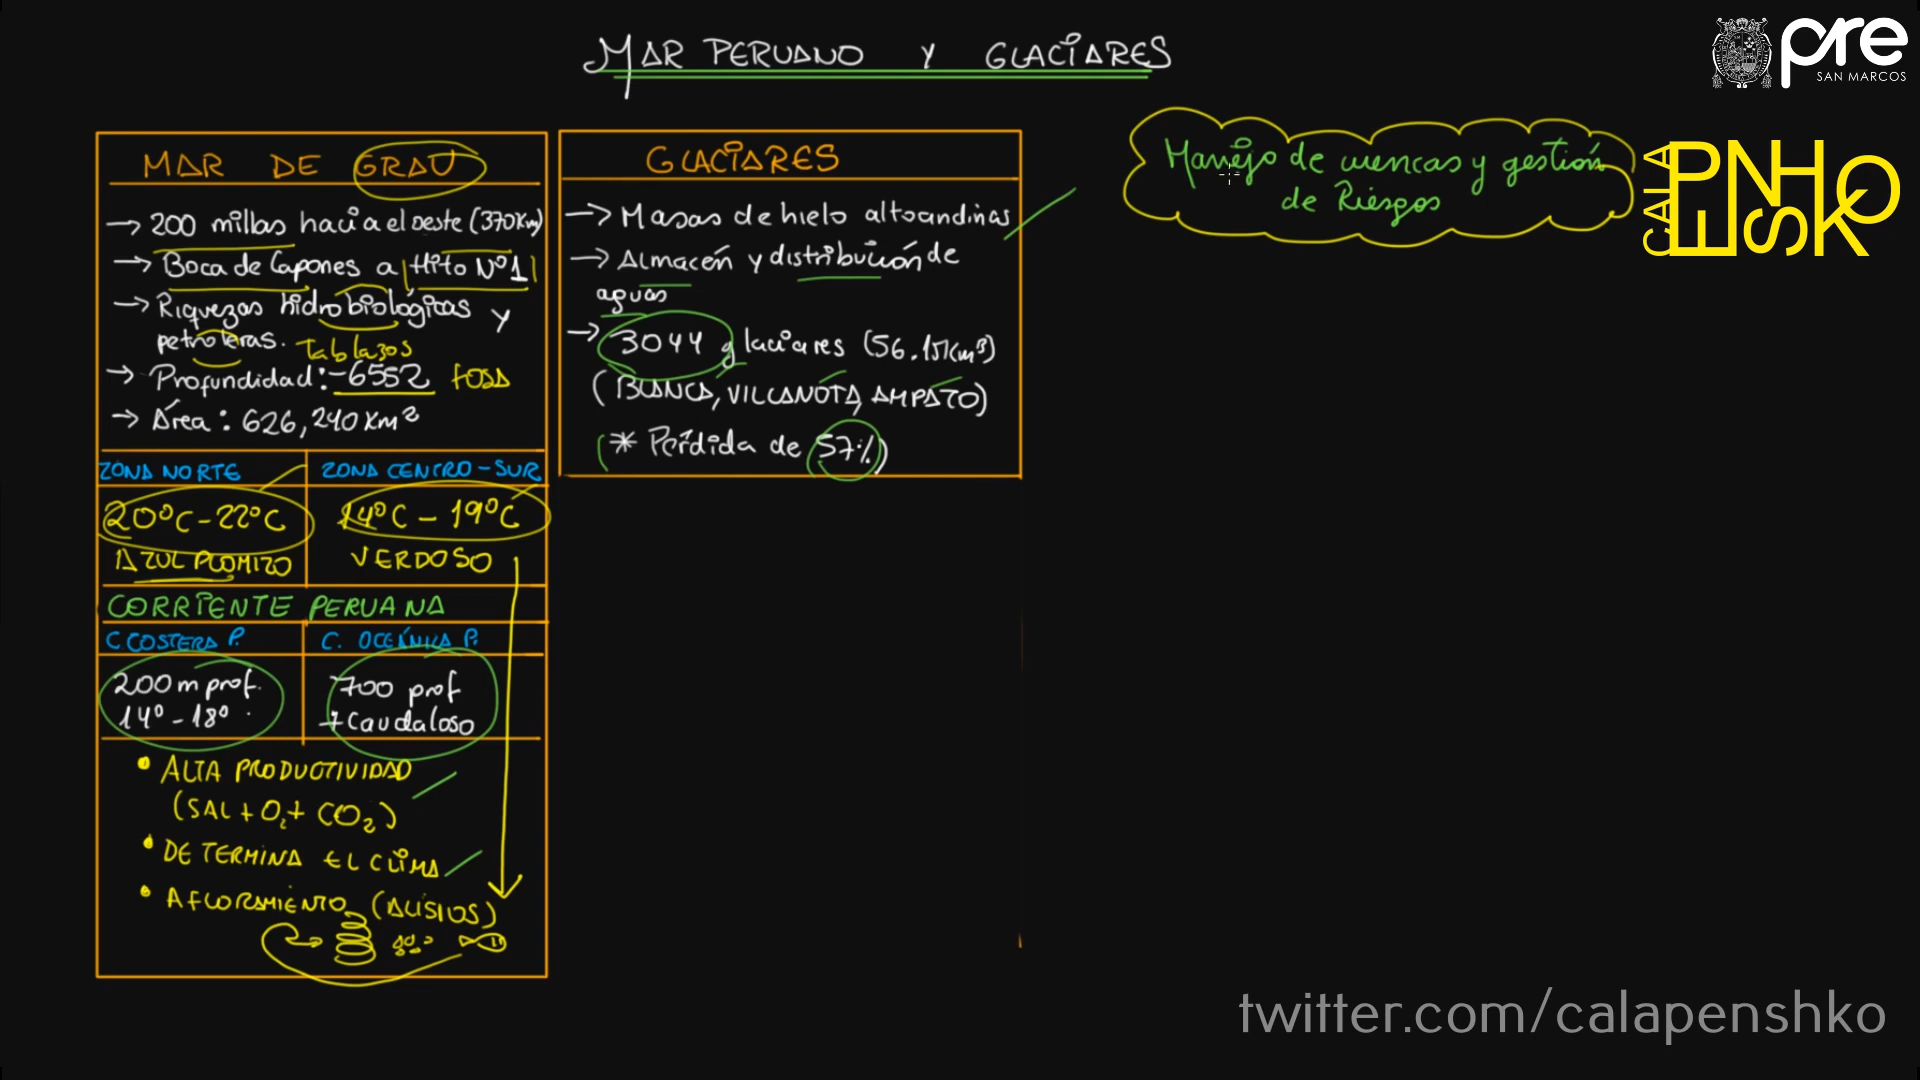 MAR PERUANO Y GLACIARES
pre
SAN MARCOS
CALA
PENSHKO
MAR DE GRAU
→ 200 millas hacia el oeste (370Km)
→ Boca de Capones a Hito Nº1
→ Riquezas hidrobiológicas y
petroleras. Tablazos
→ Profundidad: -6552 FOSA
→ Área: 626,240 Km²
ZONA NORTE
ZONA CENTRO-SUR
20°C-22°C
14°C - 19°C
AZUL PLOMIZO
VERDOSO
CORRIENTE PERUANA
C. COSTERA P.
C. OCEÁNICA P.
200 m prof.
14° - 18°
700 prof
+ Caudaloso
• ALTA PRODUCTIVIDAD
(SAL + O₂ + CO₂)
• DETERMINA EL CLIMA
• AFLORAMIENTO (ALISIOS)
GLACIARES
→ Masas de hielo altoandinas
→ Almacén y distribución de
aguas
→ 3044 glaciares (56.15Km³)
(BLANCA, VILCANOTA, AMPATO)
(* Pérdida de 57%)
Manejo de cuencas y gestión
de Riesgos
twitter.com/calapenshko